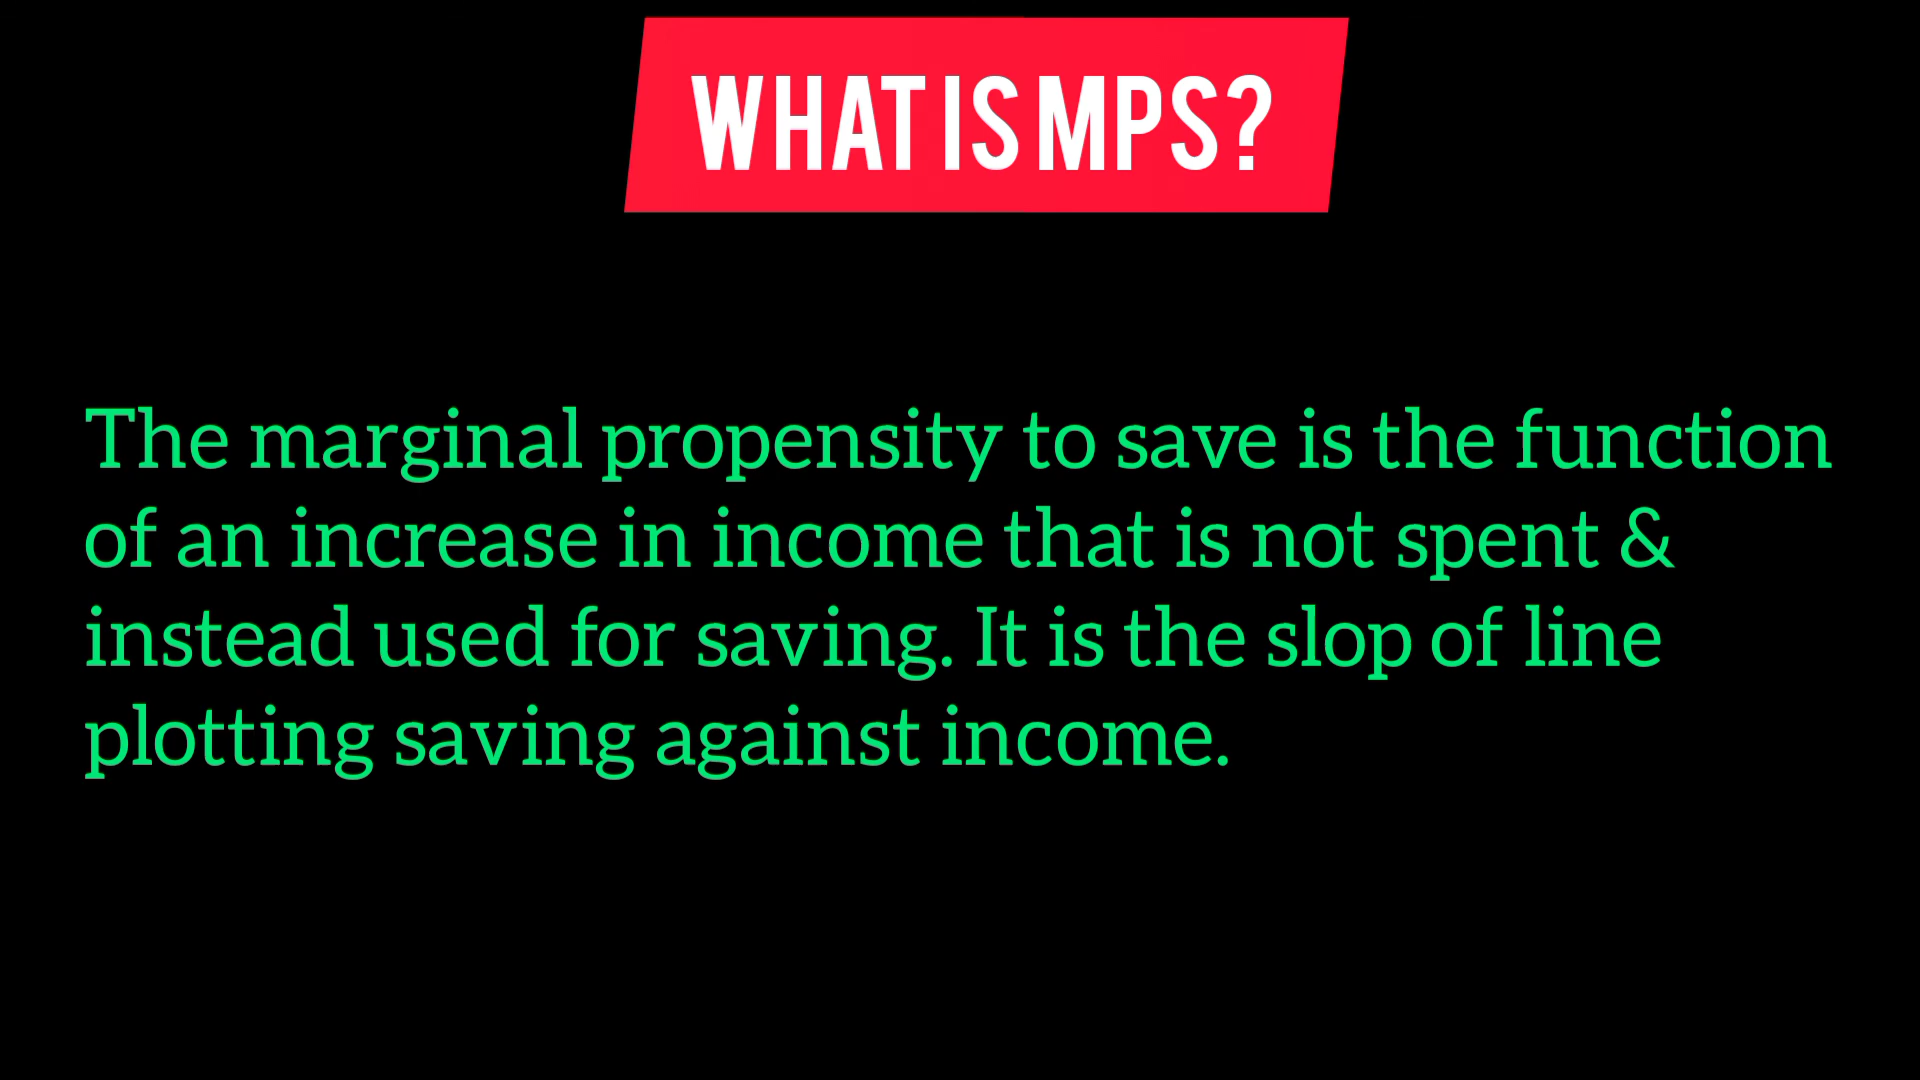 WHAT IS MPS?
The marginal propensity to save is the function
of an increase in income that is not spent &
instead used for saving. It is the slop of line
plotting saving against income.